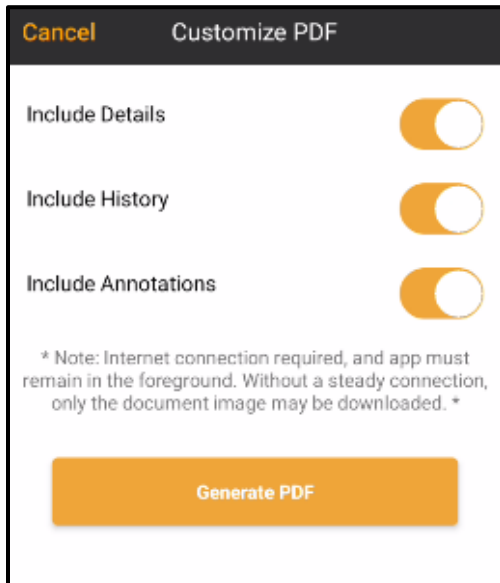 Cancel Customize PDF
Include Details
Include History
Include Annotations
* Note: Internet connection required, and app must
remain in the foreground. Without a steady connection,
only the document image may be downloaded. *
Generate PDF